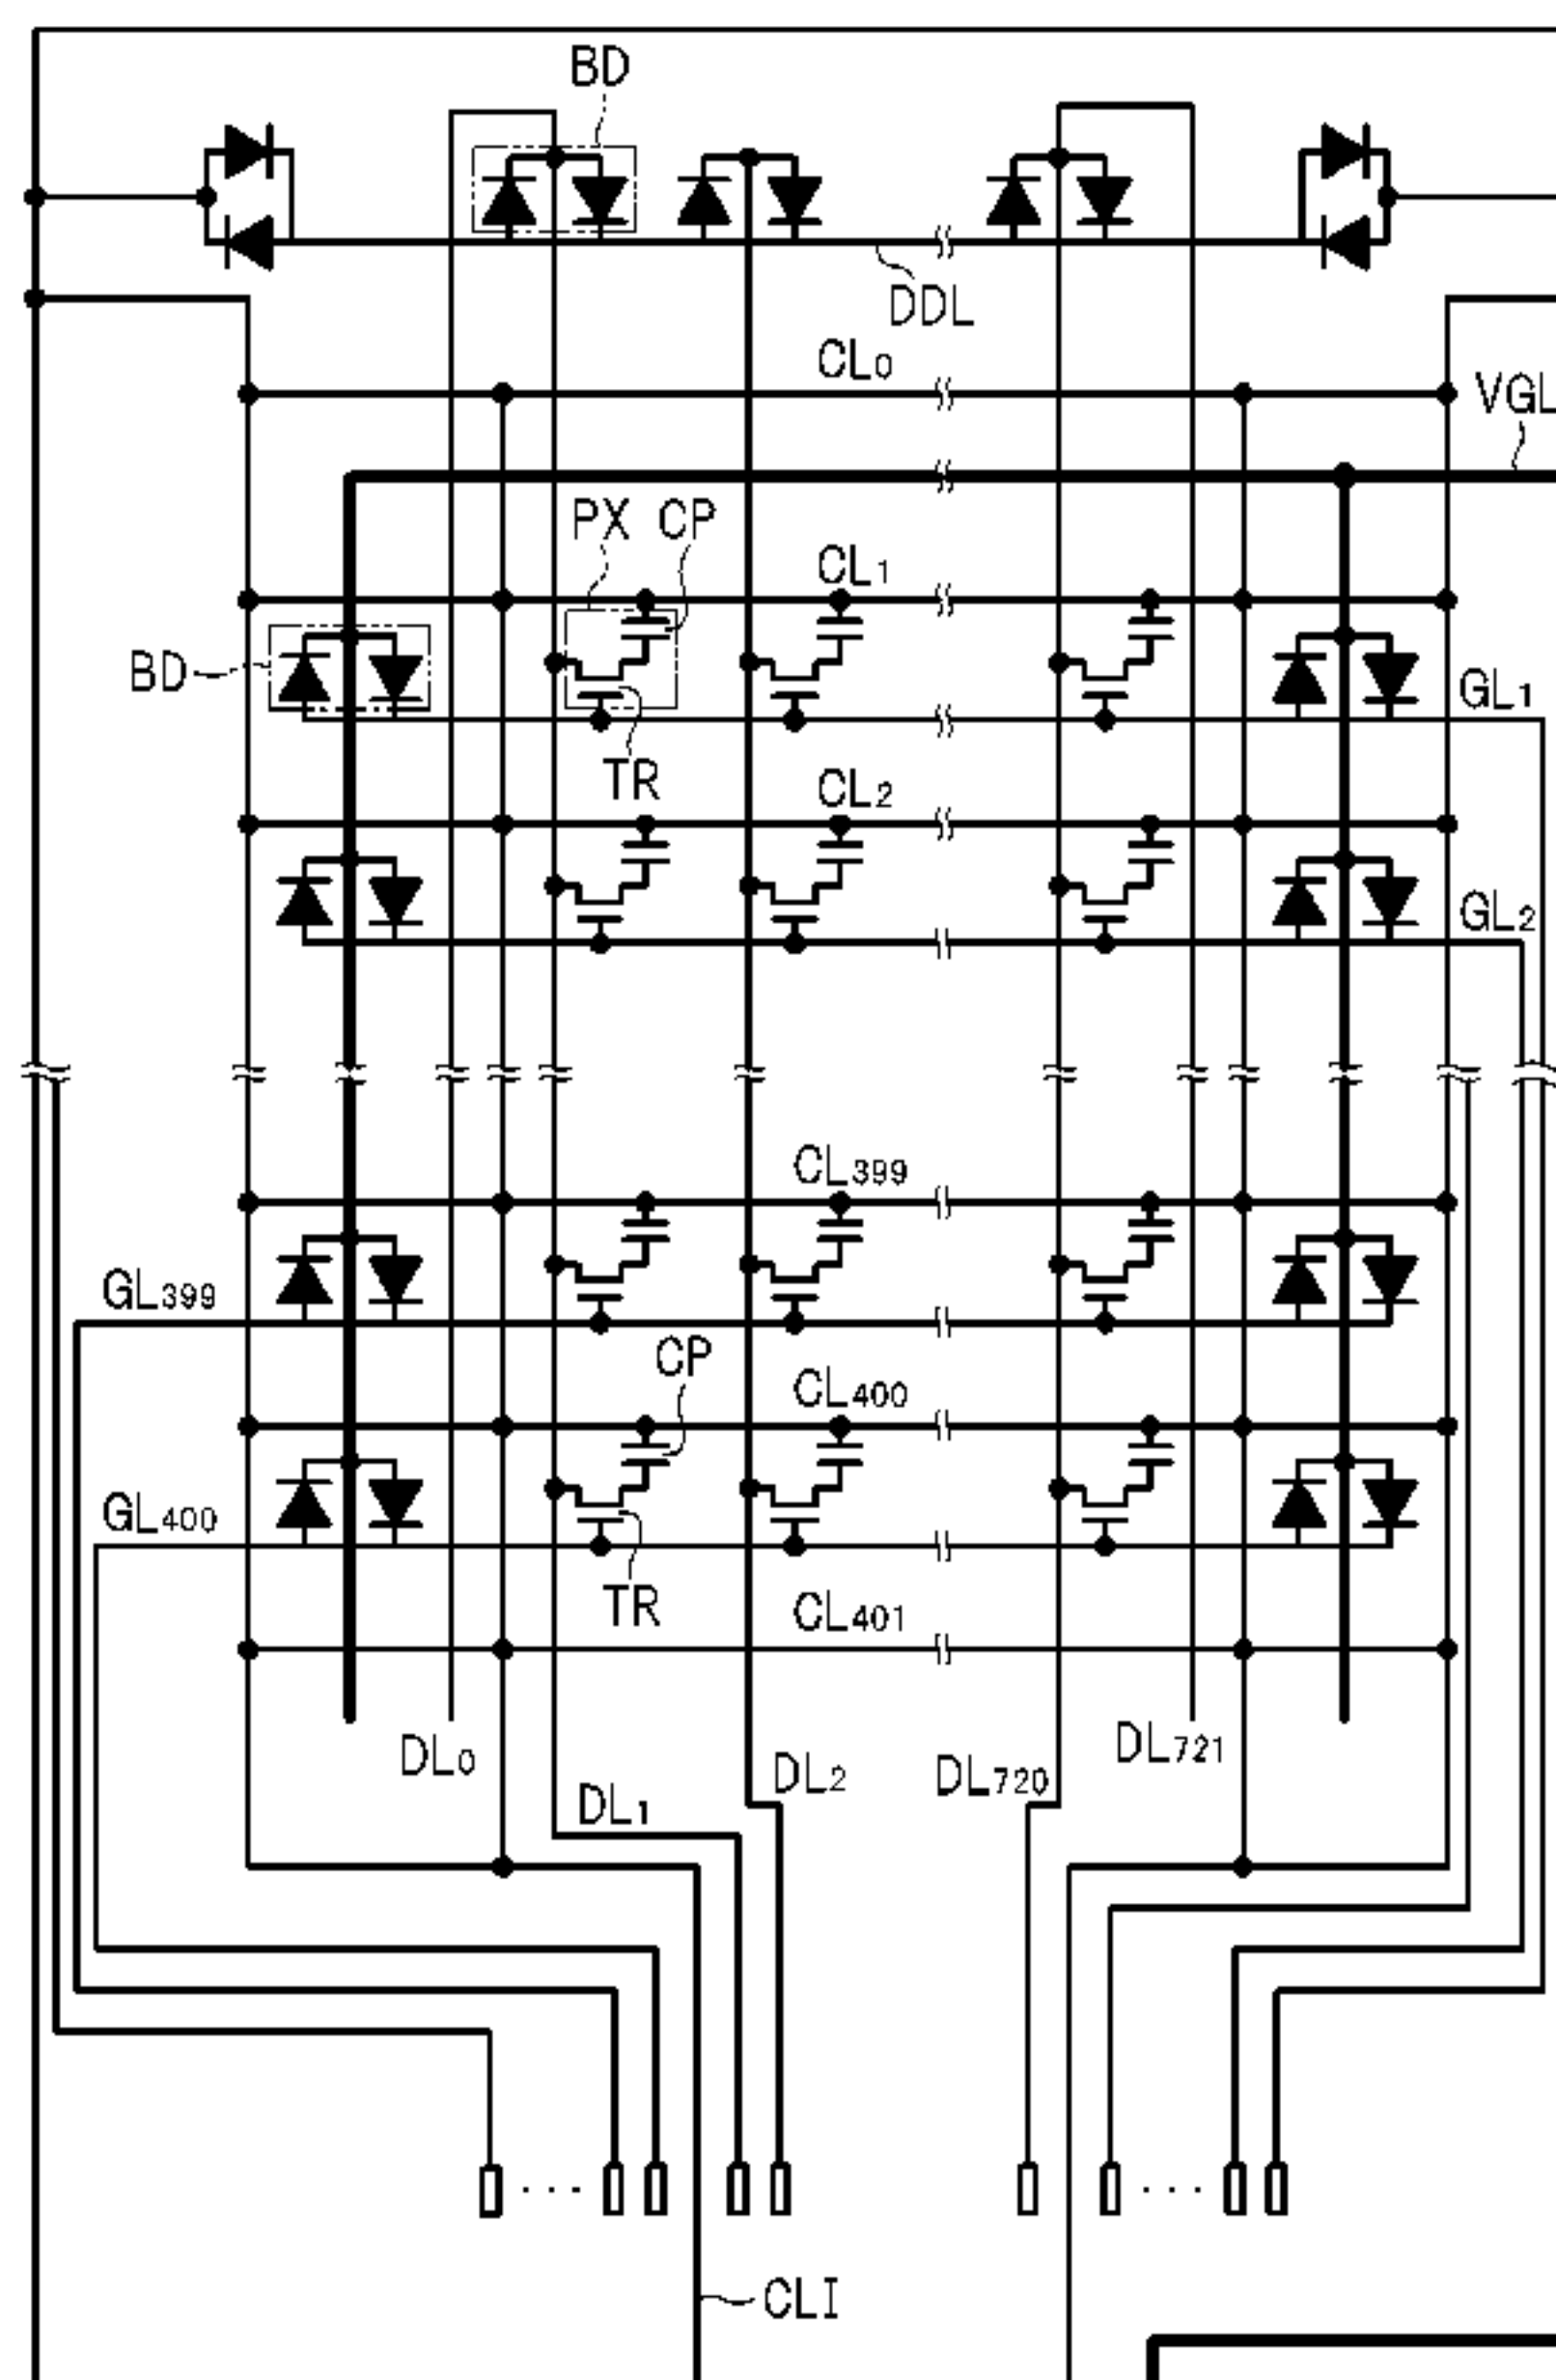 BD
DDL
CL0
VGL
PX CP
CL1
BD
GL1
TR
CL2
GL2
CL399
GL399
CP
CL400
GL400
TR
CL401
DL0
DL721
DL2
DL720
DL1
CLI